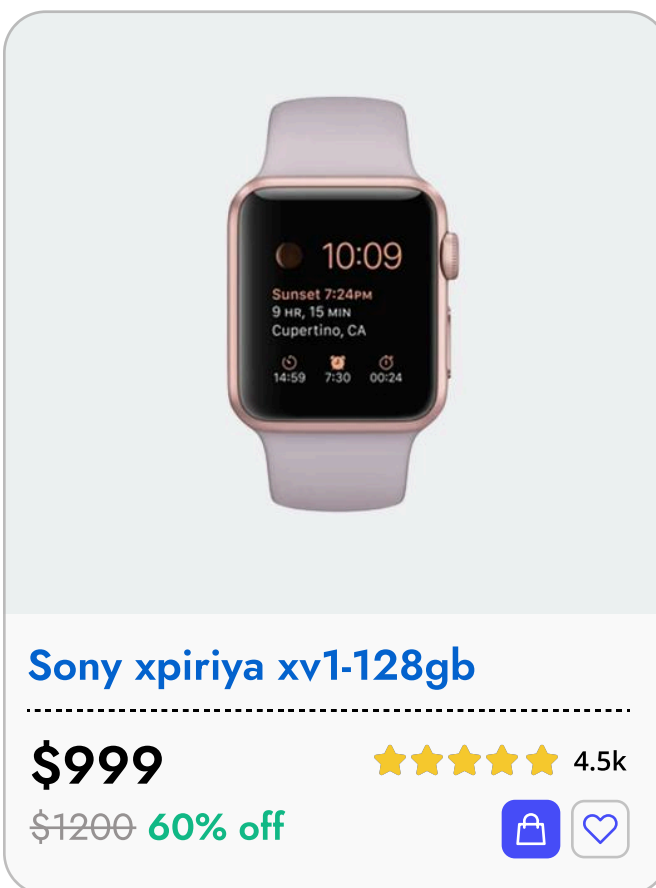 10:09
Sunset 7:24PM
9 HR, 15 MIN
Cupertino, CA
14:59 7:30 00:24
Sony xpiriya xv1-128gb
$999
4.5k
$1200 60% off